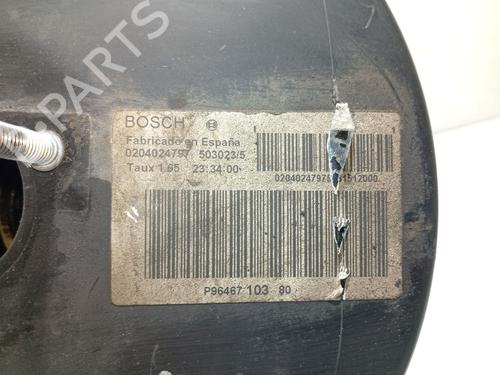 BOSCH
Fabricado en España
0204024797 503023/5
Taux 1.65 23:34:00
P96467 103 80
B-PARTS